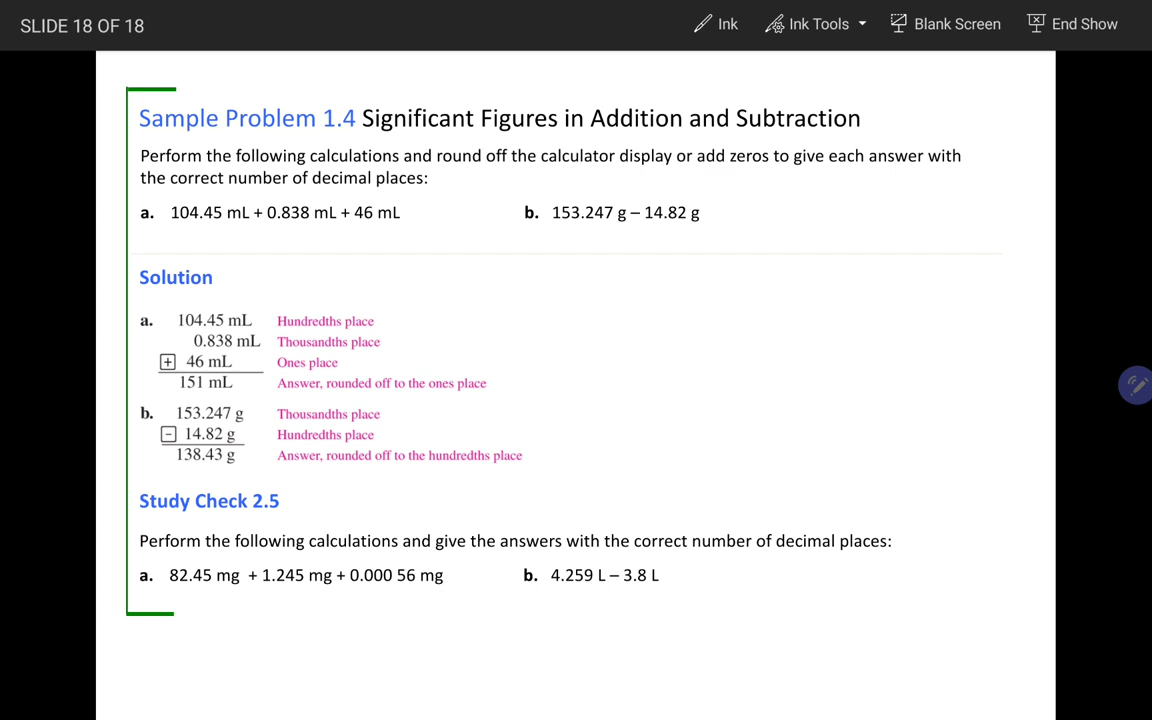 SLIDE 18 OF 18
Ink
Ink Tools
Blank Screen
End Show
Sample Problem 1.4 Significant Figures in Addition and Subtraction
Perform the following calculations and round off the calculator display or add zeros to give each answer with
the correct number of decimal places:
a. 104.45 mL + 0.838 mL + 46 mL
b. 153.247 g – 14.82 g
Solution
a. 104.45 mL Hundredths place
0.838 mL Thousandths place
+ 46 mL Ones place
151 mL Answer, rounded off to the ones place
b. 153.247 g Thousandths place
− 14.82 g Hundredths place
138.43 g Answer, rounded off to the hundredths place
Study Check 2.5
Perform the following calculations and give the answers with the correct number of decimal places:
a. 82.45 mg + 1.245 mg + 0.000 56 mg
b. 4.259 L – 3.8 L